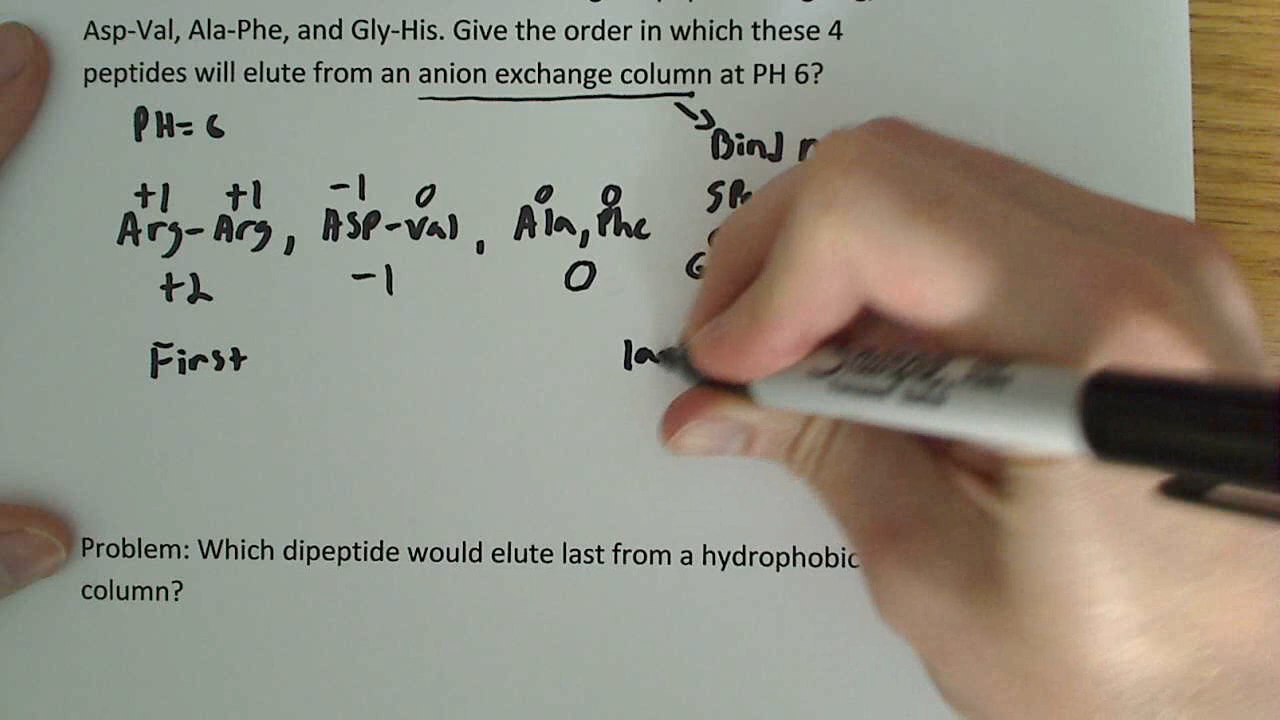 Asp-Val, Ala-Phe, and Gly-His. Give the order in which these 4
peptides will elute from an anion exchange column at PH 6?
PH= 6
Bind
+1 +1 -1 0 0 0
Arg-Arg, ASP-Val, Ala, Phe
+2 -1 0
First
Problem: Which dipeptide would elute last from a hydrophobic
column?